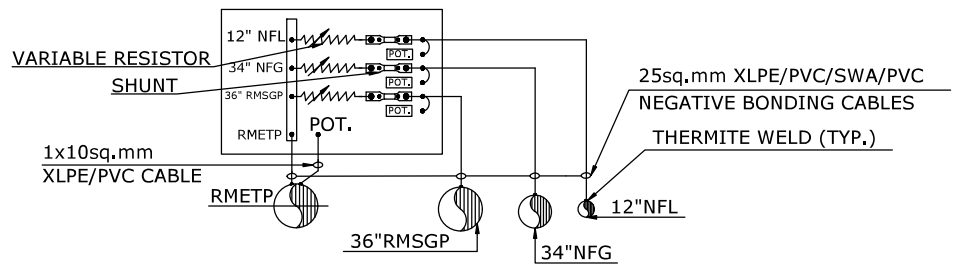 12" NFL
VARIABLE RESISTOR
POT.
34" NFG
SHUNT
POT.
36" RMSGP
POT.
25sq.mm XLPE/PVC/SWA/PVC
NEGATIVE BONDING CABLES
RMETP
POT.
THERMITE WELD (TYP.)
1x10sq.mm
XLPE/PVC CABLE
RMETP
12"NFL
36"RMSGP
34"NFG